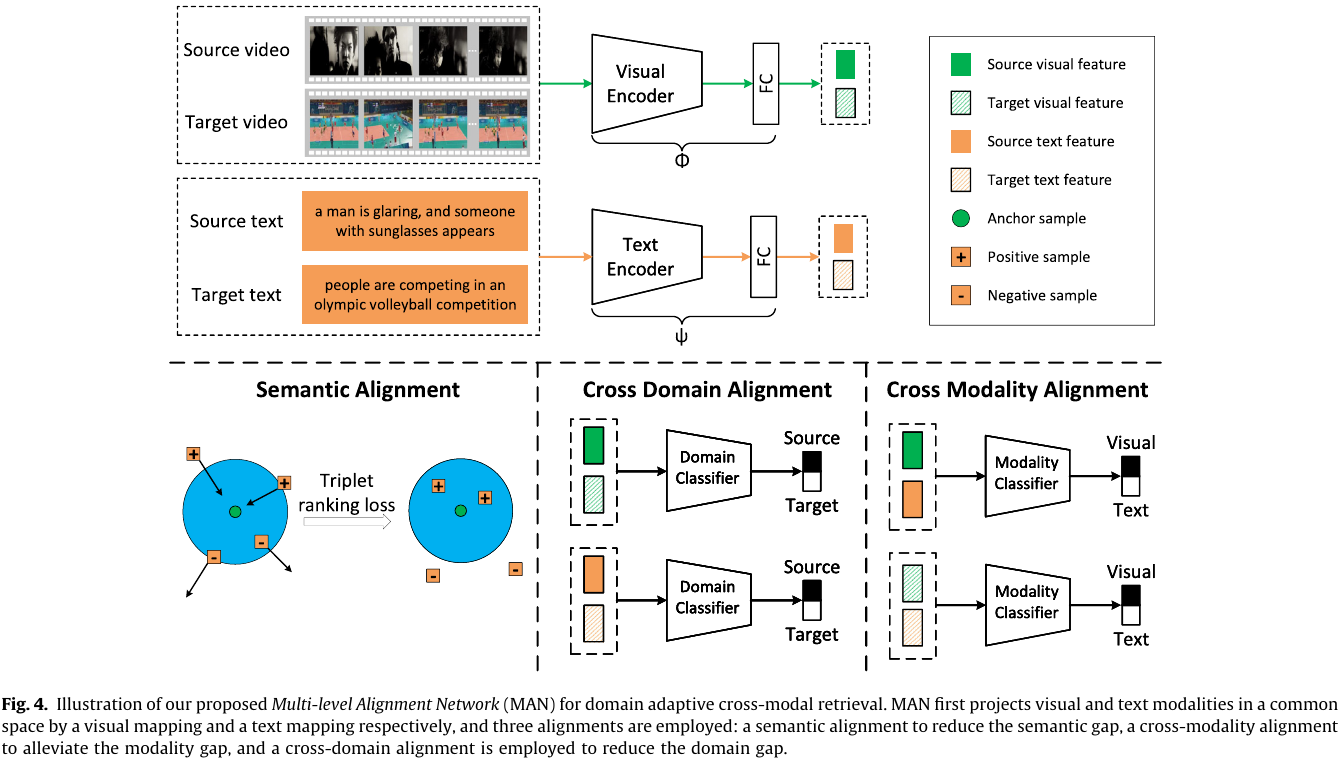 Source video
Target video
Visual
Encoder
FC
Φ
Source text
a man is glaring, and someone
with sunglasses appears
Target text
people are competing in an
olympic volleyball competition
Text
Encoder
FC
ψ
Source visual feature
Target visual feature
Source text feature
Target text feature
Anchor sample
+ Positive sample
- Negative sample
Semantic Alignment
+
+
-
-
Triplet
ranking loss
+
+
-
-
Cross Domain Alignment
Domain
Classifier
Source
Target
Domain
Classifier
Source
Target
Cross Modality Alignment
Modality
Classifier
Visual
Text
Modality
Classifier
Visual
Text
Fig. 4. Illustration of our proposed Multi-level Alignment Network (MAN) for domain adaptive cross-modal retrieval. MAN first projects visual and text modalities in a common
space by a visual mapping and a text mapping respectively, and three alignments are employed: a semantic alignment to reduce the semantic gap, a cross-modality alignment
to alleviate the modality gap, and a cross-domain alignment is employed to reduce the domain gap.